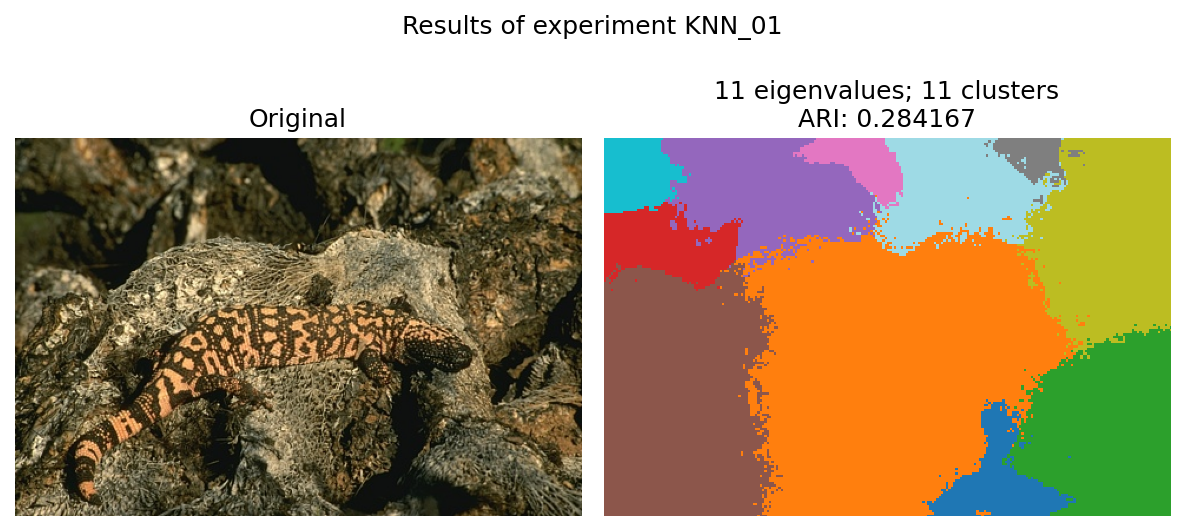 Results of experiment KNN_01
Original
11 eigenvalues; 11 clusters
ARI: 0.284167